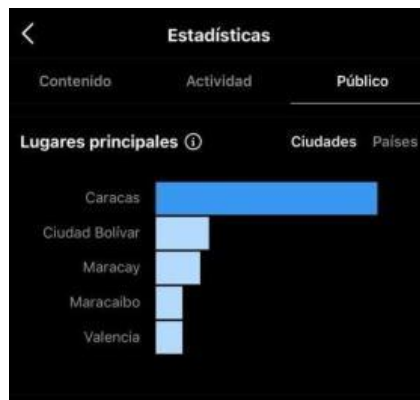 Estadísticas
Contenido Actividad Público
Lugares principales Ciudades Países
Caracas
Ciudad Bolívar
Maracay
Maracaibo
Valencia